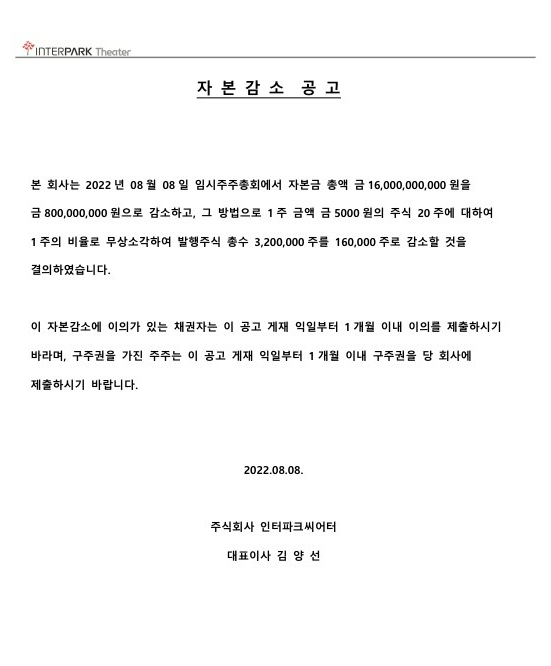 INTERPARK Theater
자 본 감 소 공 고
본 회사는 2022 년 08 월 08 일 임시주주총회에서 자본금 총액 금 16,000,000,000 원을
금 800,000,000 원으로 감소하고, 그 방법으로 1 주 금액 금 5000 원의 주식 20 주에 대하여
1 주의 비율로 무상소각하여 발행주식 총수 3,200,000 주를 160,000 주로 감소할 것을
결의하였습니다.
이 자본감소에 이의가 있는 채권자는 이 공고 게재 익일부터 1 개월 이내 이의를 제출하시기
바라며, 구주권을 가진 주주는 이 공고 게재 익일부터 1 개월 이내 구주권을 당 회사에
제출하시기 바랍니다.
2022.08.08.
주식회사 인터파크씨어터
대표이사 김 양 선